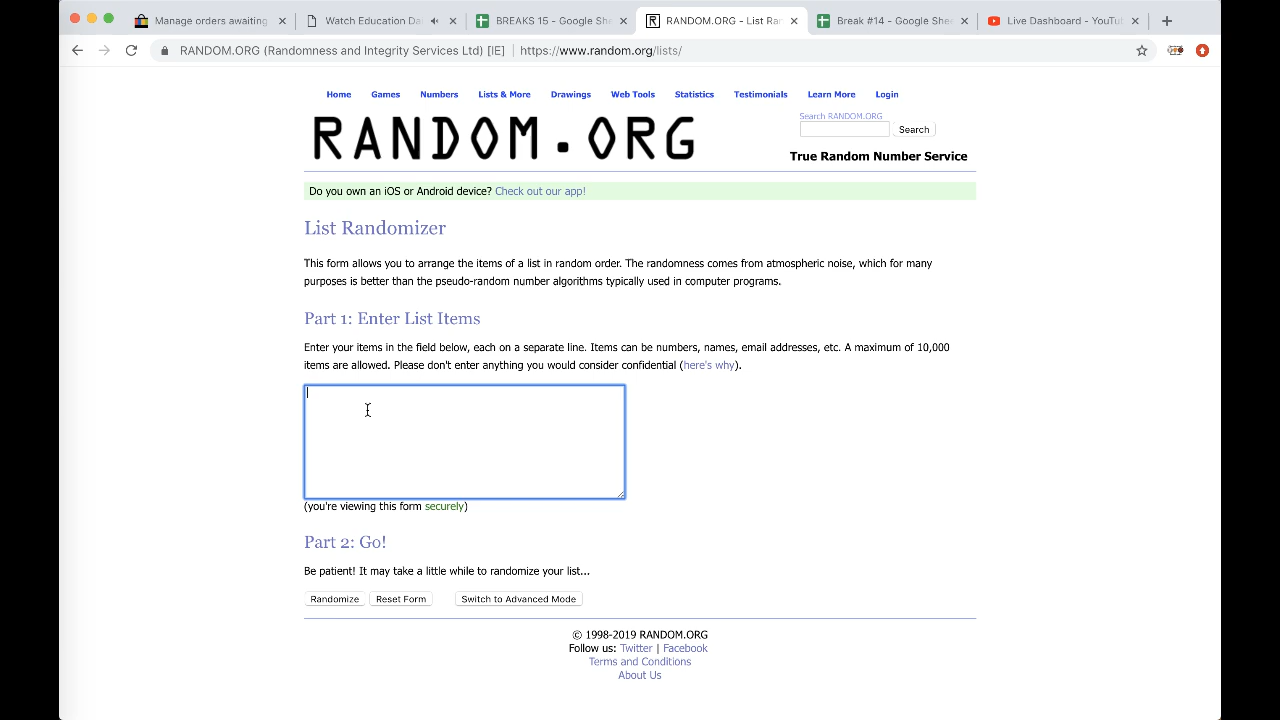 Manage orders awaiting
Watch Education Da
BREAKS 15 - Google She
RANDOM.ORG - List Ran
Break #14 - Google Shee
Live Dashboard - YouTu
RANDOM.ORG (Randomness and Integrity Services Ltd) [IE] https://www.random.org/lists/
Home Games Numbers Lists & More Drawings Web Tools Statistics Testimonials Learn More Login
RANDOM.ORG
Search RANDOM.ORG
Search
True Random Number Service
Do you own an iOS or Android device? Check out our app!
List Randomizer
This form allows you to arrange the items of a list in random order. The randomness comes from atmospheric noise, which for many
purposes is better than the pseudo-random number algorithms typically used in computer programs.
Part 1: Enter List Items
Enter your items in the field below, each on a separate line. Items can be numbers, names, email addresses, etc. A maximum of 10,000
items are allowed. Please don't enter anything you would consider confidential (here's why).
(you're viewing this form securely)
Part 2: Go!
Be patient! It may take a little while to randomize your list...
Randomize Reset Form Switch to Advanced Mode
© 1998-2019 RANDOM.ORG
Follow us: Twitter | Facebook
Terms and Conditions
About Us